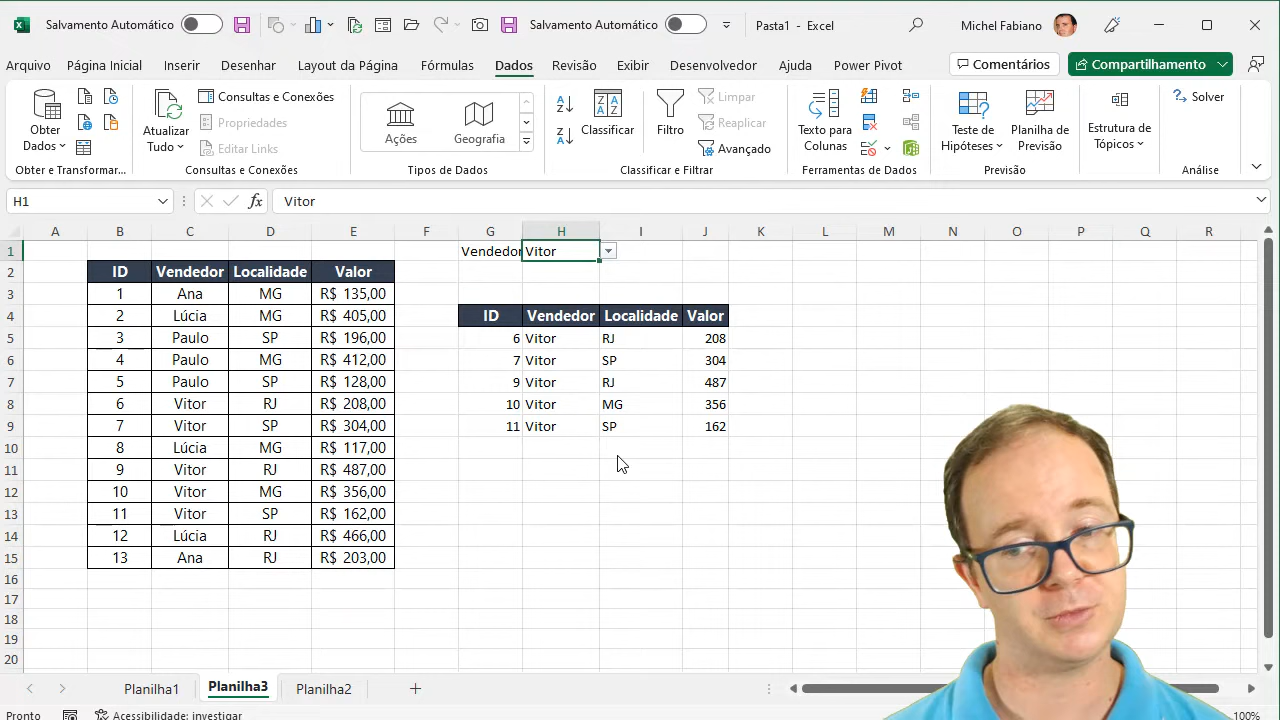 Salvamento Automático Salvamento Automático Pasta1 - Excel Michel Fabiano
Arquivo Página Inicial Inserir Desenhar Layout da Página Fórmulas Dados Revisão Exibir Desenvolvedor Ajuda Power Pivot Comentários Compartilhamento
Obter Dados
Atualizar Tudo
Consultas e Conexões
Propriedades
Editar Links
Ações
Geografia
Classificar
Filtro
Limpar
Reaplicar
Avançado
Texto para Colunas
Teste de Hipóteses
Planilha de Previsão
Estrutura de Tópicos
Solver
Obter e Transformar... Consultas e Conexões Tipos de Dados Classificar e Filtrar Ferramentas de Dados Previsão Análise
H1 fx Vitor
A B C D E F G H I J K L M N O P Q R
1 Vendedor Vitor
2 ID Vendedor Localidade Valor
3 1 Ana MG R$ 135,00
4 2 Lúcia MG R$ 405,00 ID Vendedor Localidade Valor
5 3 Paulo SP R$ 196,00 6 Vitor RJ 208
6 4 Paulo MG R$ 412,00 7 Vitor SP 304
7 5 Paulo SP R$ 128,00 9 Vitor RJ 487
8 6 Vitor RJ R$ 208,00 10 Vitor MG 356
9 7 Vitor SP R$ 304,00 11 Vitor SP 162
10 8 Lúcia MG R$ 117,00
11 9 Vitor RJ R$ 487,00
12 10 Vitor MG R$ 356,00
13 11 Vitor SP R$ 162,00
14 12 Lúcia RJ R$ 466,00
15 13 Ana RJ R$ 203,00
16
17
18
19
20
Planilha1 Planilha3 Planilha2
Pronto Acessibilidade: investigar 100%